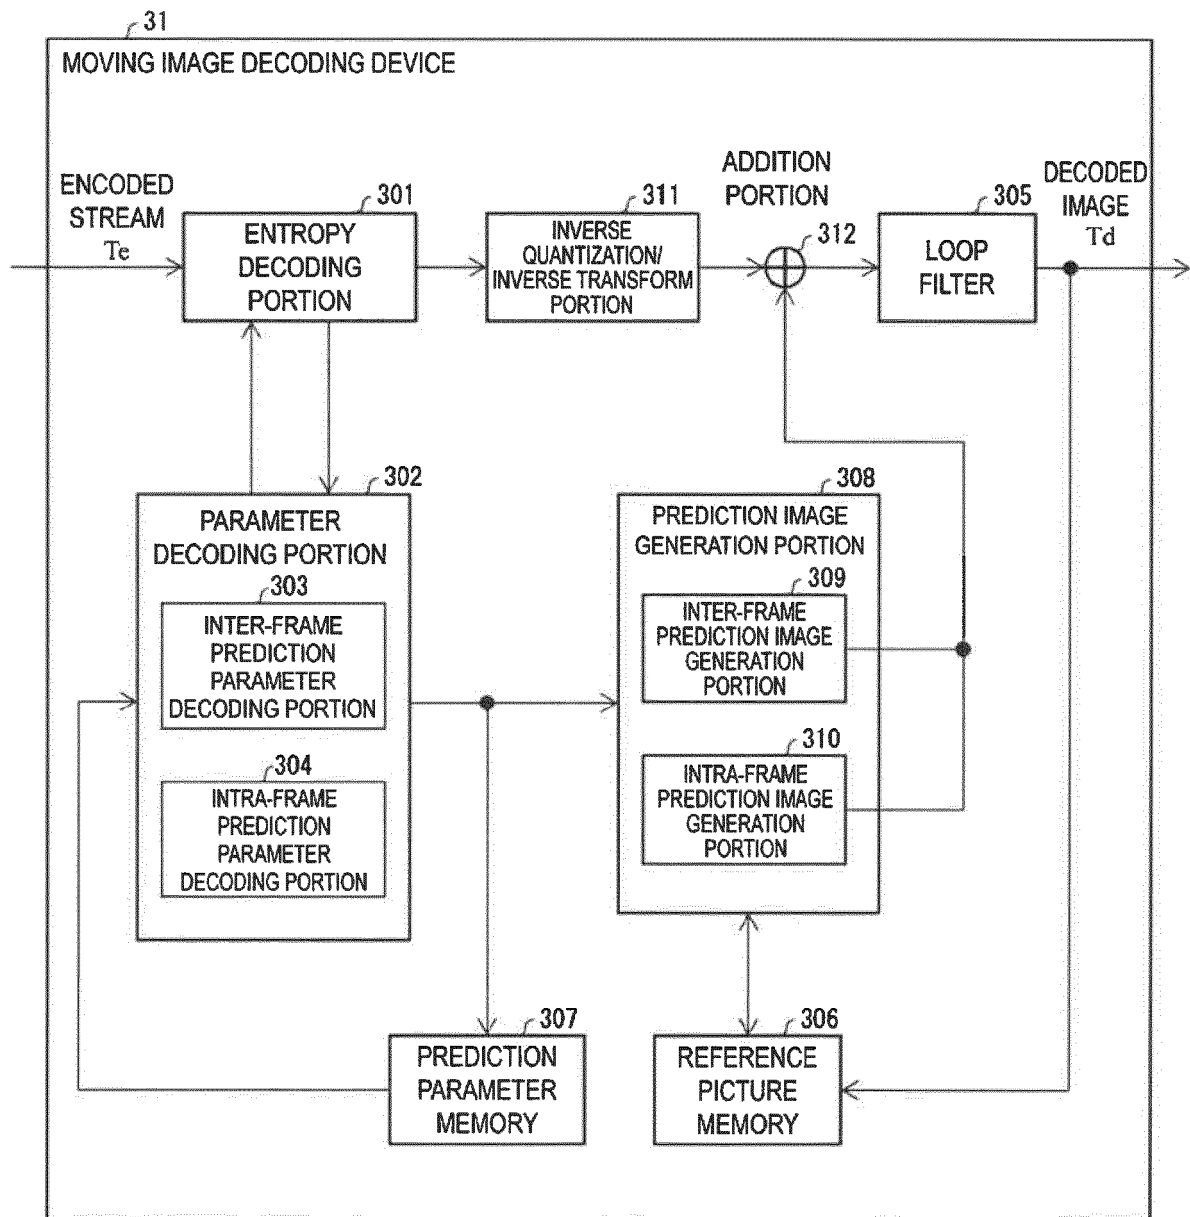 31
MOVING IMAGE DECODING DEVICE
ENCODED
STREAM
Te
301
ENTROPY
DECODING
PORTION
311
INVERSE
QUANTIZATION/
INVERSE TRANSFORM
PORTION
ADDITION
PORTION
312
305
LOOP
FILTER
DECODED
IMAGE
Td
302
PARAMETER
DECODING PORTION
303
INTER-FRAME
PREDICTION
PARAMETER
DECODING PORTION
304
INTRA-FRAME
PREDICTION
PARAMETER
DECODING PORTION
308
PREDICTION IMAGE
GENERATION PORTION
309
INTER-FRAME
PREDICTION IMAGE
GENERATION
PORTION
310
INTRA-FRAME
PREDICTION IMAGE
GENERATION
PORTION
307
PREDICTION
PARAMETER
MEMORY
306
REFERENCE
PICTURE
MEMORY